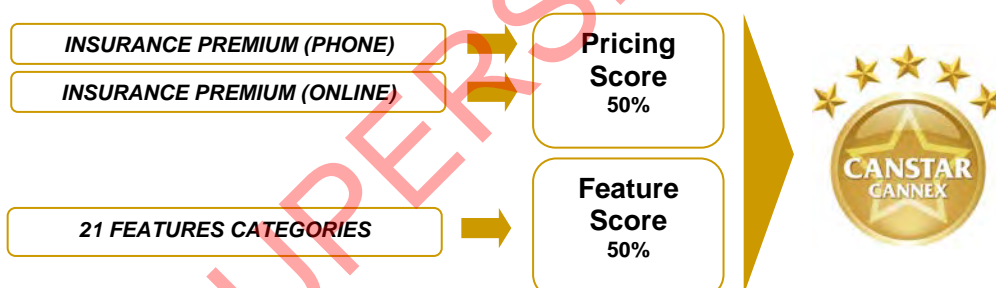 INSURANCE PREMIUM (PHONE)
INSURANCE PREMIUM (ONLINE)
Pricing
Score
50%
21 FEATURES CATEGORIES
Feature
Score
50%
CANSTAR
CANNEX